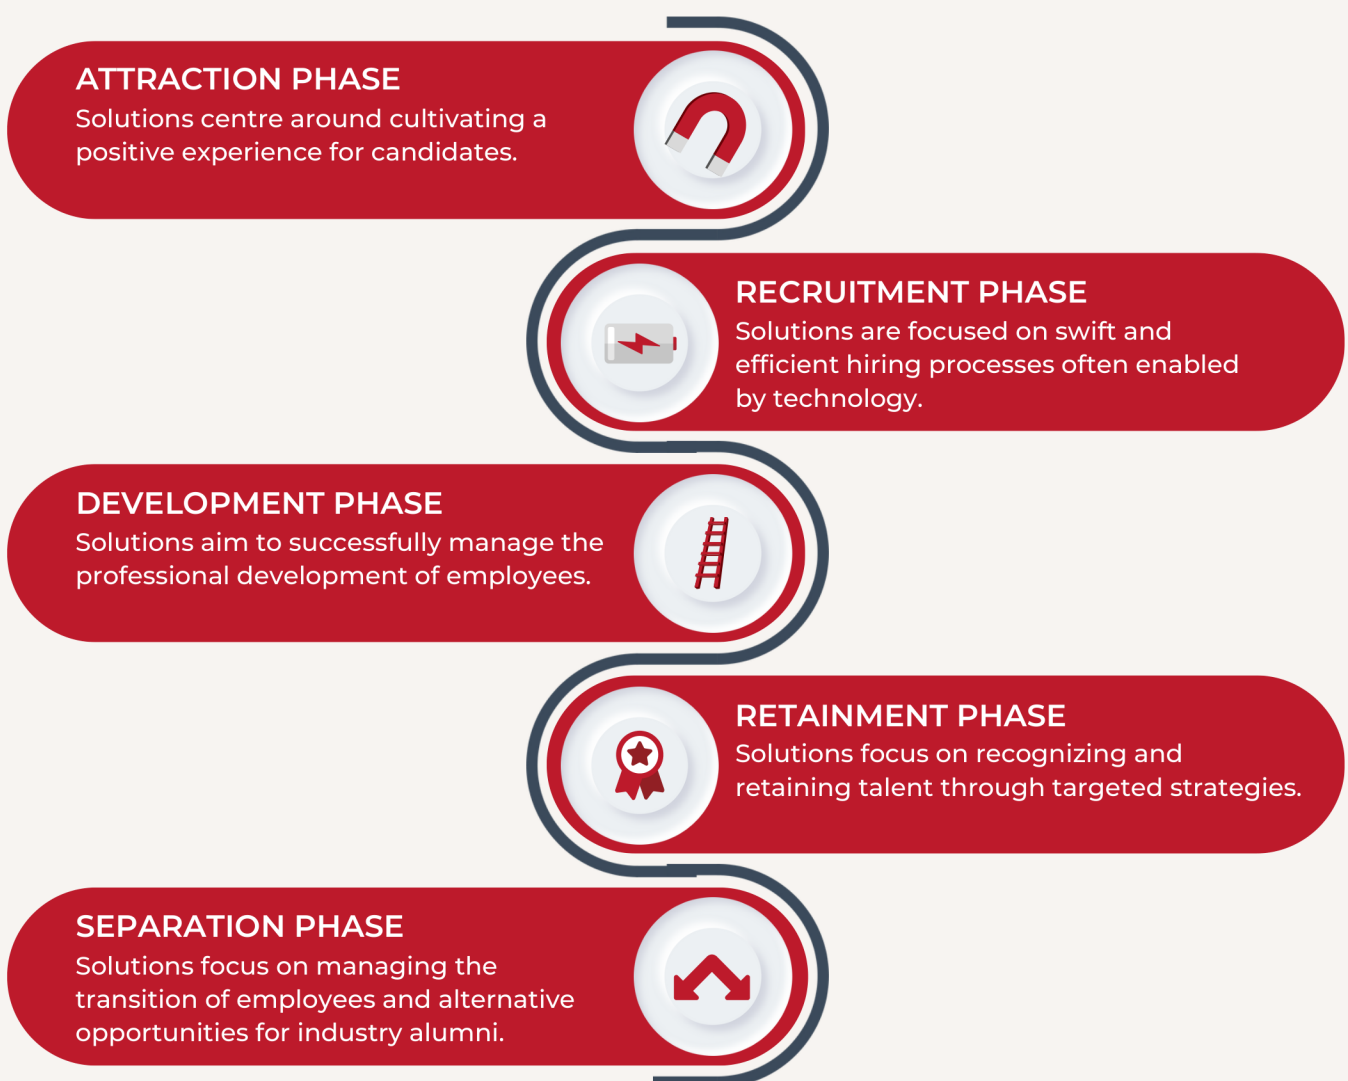 ATTRACTION PHASE
Solutions centre around cultivating a
positive experience for candidates.
RECRUITMENT PHASE
Solutions are focused on swift and
efficient hiring processes often enabled
by technology.
DEVELOPMENT PHASE
Solutions aim to successfully manage the
professional development of employees.
RETAINMENT PHASE
Solutions focus on recognizing and
retaining talent through targeted strategies.
SEPARATION PHASE
Solutions focus on managing the
transition of employees and alternative
opportunities for industry alumni.